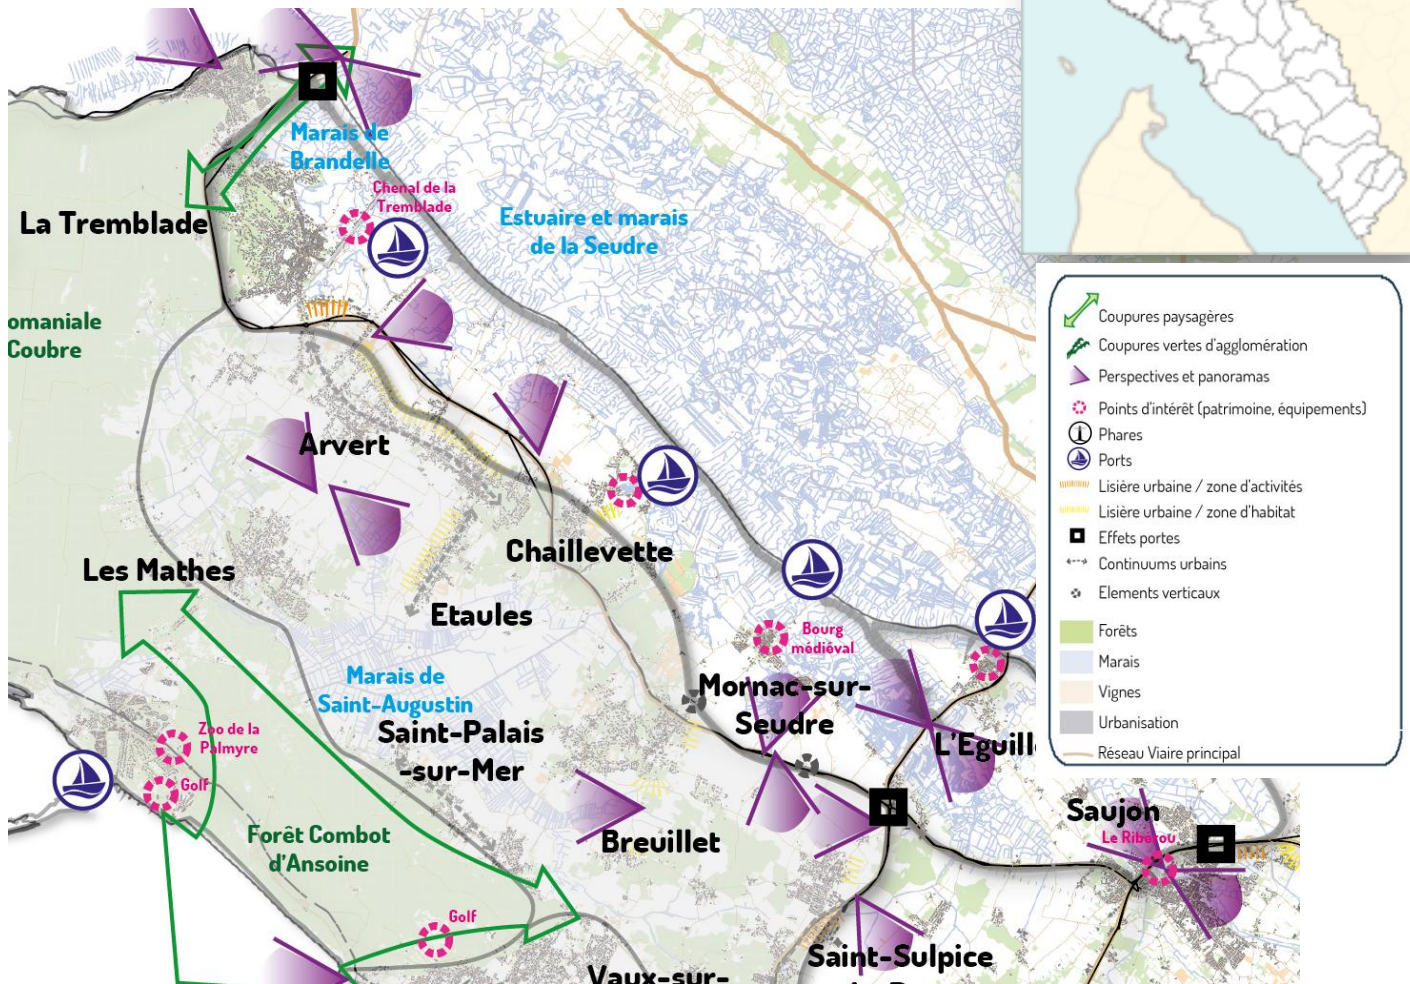 Marais de
Brandelle
Chenal de la
Tremblade
La Tremblade
Estuaire et marais
de la Seudre
omaniale
Coubre
Arvert
Les Mathes
Chaillevette
Etaules
Bourg
médiéval
Marais de
Saint-Augustin
Mornac-sur-
Seudre
Saint-Palais
-sur-Mer
L'Eguill
Zoo de la
Palmyre
Golf
Forêt Combot
d'Ansoine
Breuillet
Saujon
Le Ribérou
Golf
Saint-Sulpice
Vaux-sur-
Coupures paysagères
Coupures vertes d'agglomération
Perspectives et panoramas
Points d'intérêt (patrimoine, équipements)
Phares
Ports
Lisière urbaine / zone d'activités
Lisière urbaine / zone d'habitat
Effets portes
Continuums urbains
Elements verticaux
Forêts
Marais
Vignes
Urbanisation
Réseau Viaire principal